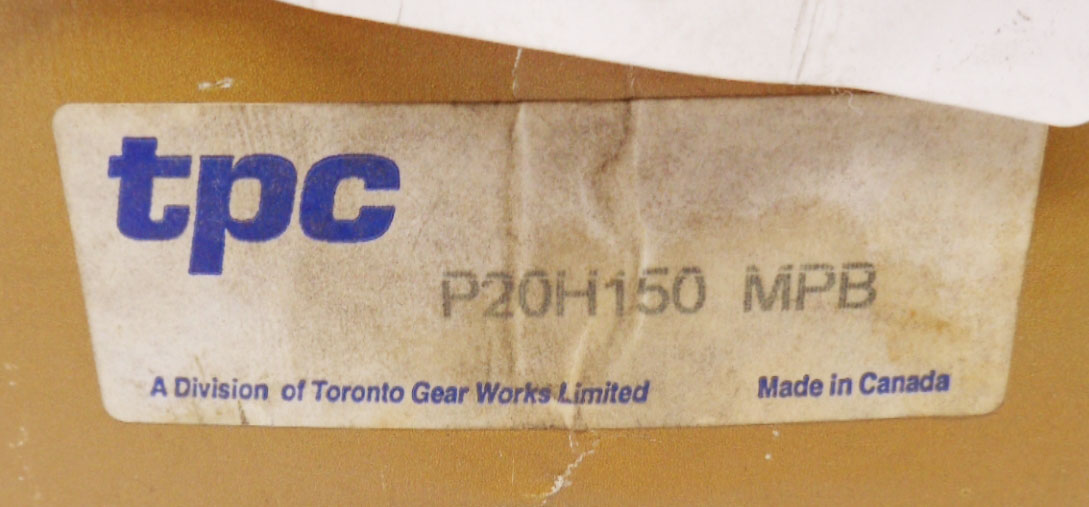 tpc
P20H150 MPB
A Division of Toronto Gear Works Limited Made in Canada